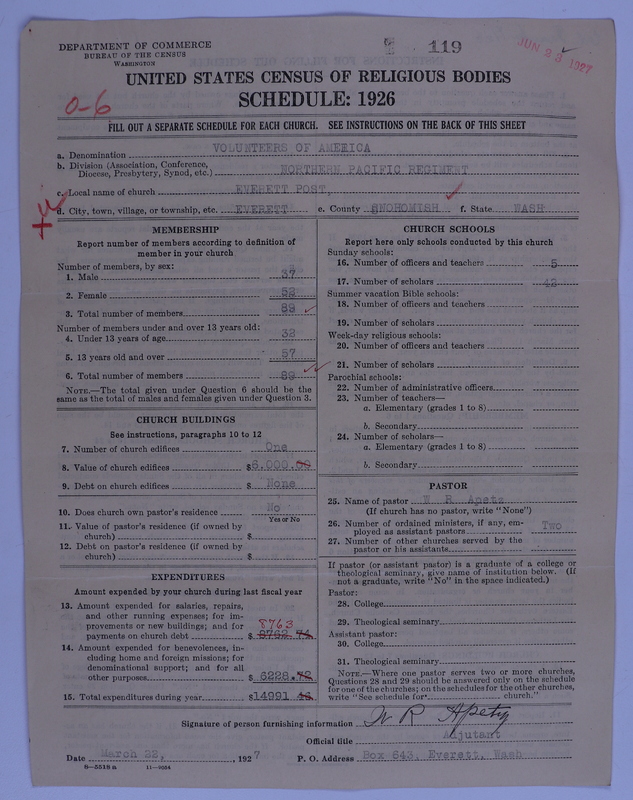 DEPARTMENT OF COMMERCE
BUREAU OF THE CENSUS
WASHINGTON
119
JUN 23 1927
UNITED STATES CENSUS OF RELIGIOUS BODIES
SCHEDULE: 1926
0-6
FILL OUT A SEPARATE SCHEDULE FOR EACH CHURCH. SEE INSTRUCTIONS ON THE BACK OF THIS SHEET
a. Denomination VOLUNTEERS OF AMERICA
b. Division (Association, Conference,
Diocese, Presbytery, Synod, etc.) NORTHERN PACIFIC REGIMENT
c. Local name of church EVERETT POST,
d. City, town, village, or township, etc. EVERETT e. County SNOHOMISH f. State WASH
MEMBERSHIP
Report number of members according to definition of
member in your church
Number of members, by sex:
1. Male 37
2. Female 52
3. Total number of members 89
Number of members under and over 13 years old:
4. Under 13 years of age 32
5. 13 years old and over 57
6. Total number of members 89
NOTE.—The total given under Question 6 should be the
same as the total of males and females given under Question 3.
CHURCH BUILDINGS
See instructions, paragraphs 10 to 12
7. Number of church edifices One
8. Value of church edifices $8,000.00
9. Debt on church edifices $ None
10. Does church own pastor's residence No
Yes or No
11. Value of pastor's residence (if owned by
church) $
12. Debt on pastor's residence (if owned by
church) $
EXPENDITURES
Amount expended by your church during last fiscal year
13. Amount expended for salaries, repairs,
and other running expenses; for im-
provements or new buildings; and for 8763
payments on church debt $ 8762.74
14. Amount expended for benevolences, in-
cluding home and foreign missions; for
denominational support; and for all
other purposes $ 6228.72
15. Total expenditures during year $14991.46
CHURCH SCHOOLS
Report here only schools conducted by this church
Sunday schools:
16. Number of officers and teachers 5
17. Number of scholars 42
Summer vacation Bible schools:
18. Number of officers and teachers
19. Number of scholars
Week-day religious schools:
20. Number of officers and teachers
21. Number of scholars
Parochial schools:
22. Number of administrative officers
23. Number of teachers—
a. Elementary (grades 1 to 8)
b. Secondary
24. Number of scholars—
a. Elementary (grades 1 to 8)
b. Secondary
PASTOR
25. Name of pastor W R Apetz
(If church has no pastor, write "None")
26. Number of ordained ministers, if any, em-
ployed as assistant pastors Two
27. Number of other churches served by the
pastor or his assistants
If pastor (or assistant pastor) is a graduate of a college or
theological seminary, give name of institution below. (If
not a graduate, write "No" in the space indicated.)
Pastor:
28. College
29. Theological seminary
Assistant pastor:
30. College
31. Theological seminary
NOTE.—Where one pastor serves two or more churches,
Questions 28 and 29 should be answered only on the schedule
for one of the churches; on the schedules for the other churches,
write "See schedule for church."
Signature of person furnishing information W R Apetz
Official title Adjutant
Date March 22, 1927 P. O. Address Box 643, Everett, Wash
8—5518a 11—9034